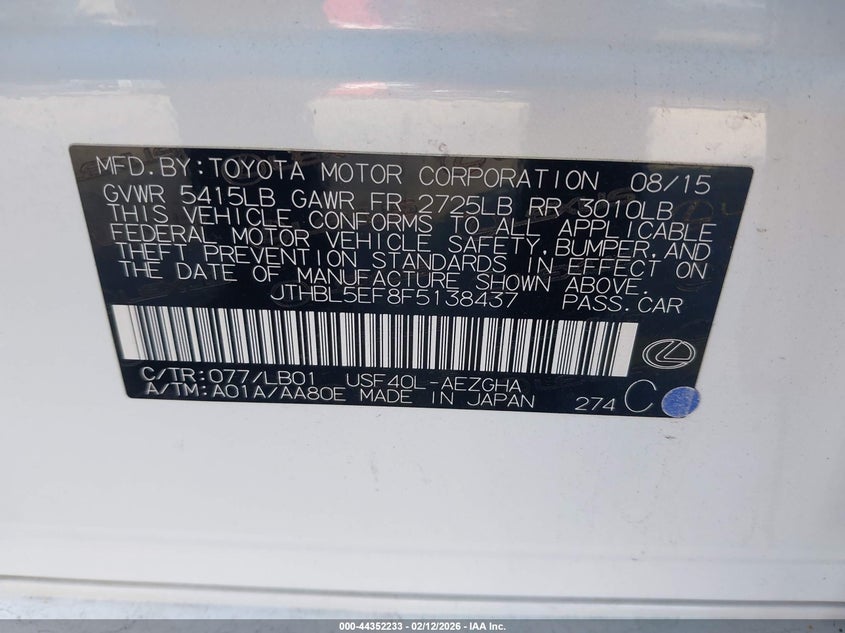 MFD.BY:TOYOTA MOTOR CORPORATION 08/15
GVWR 5415LB GAWR FR 2725LB RR 3010LB
THIS VEHICLE CONFORMS TO ALL APPLICABLE
FEDERAL MOTOR VEHICLE SAFETY,BUMPER,AND
THEFT PREVENTION STANDARDS IN EFFECT ON
THE DATE OF MANUFACTURE SHOWN ABOVE.
JTHBL5EF8F5138437 PASS.CAR
C/TR:077/LB01 USF40L-AEZGHA
A/TM:A01A/AA80E MADE IN JAPAN 274 C
000-44352233 - 02/12/2026 - IAA Inc.